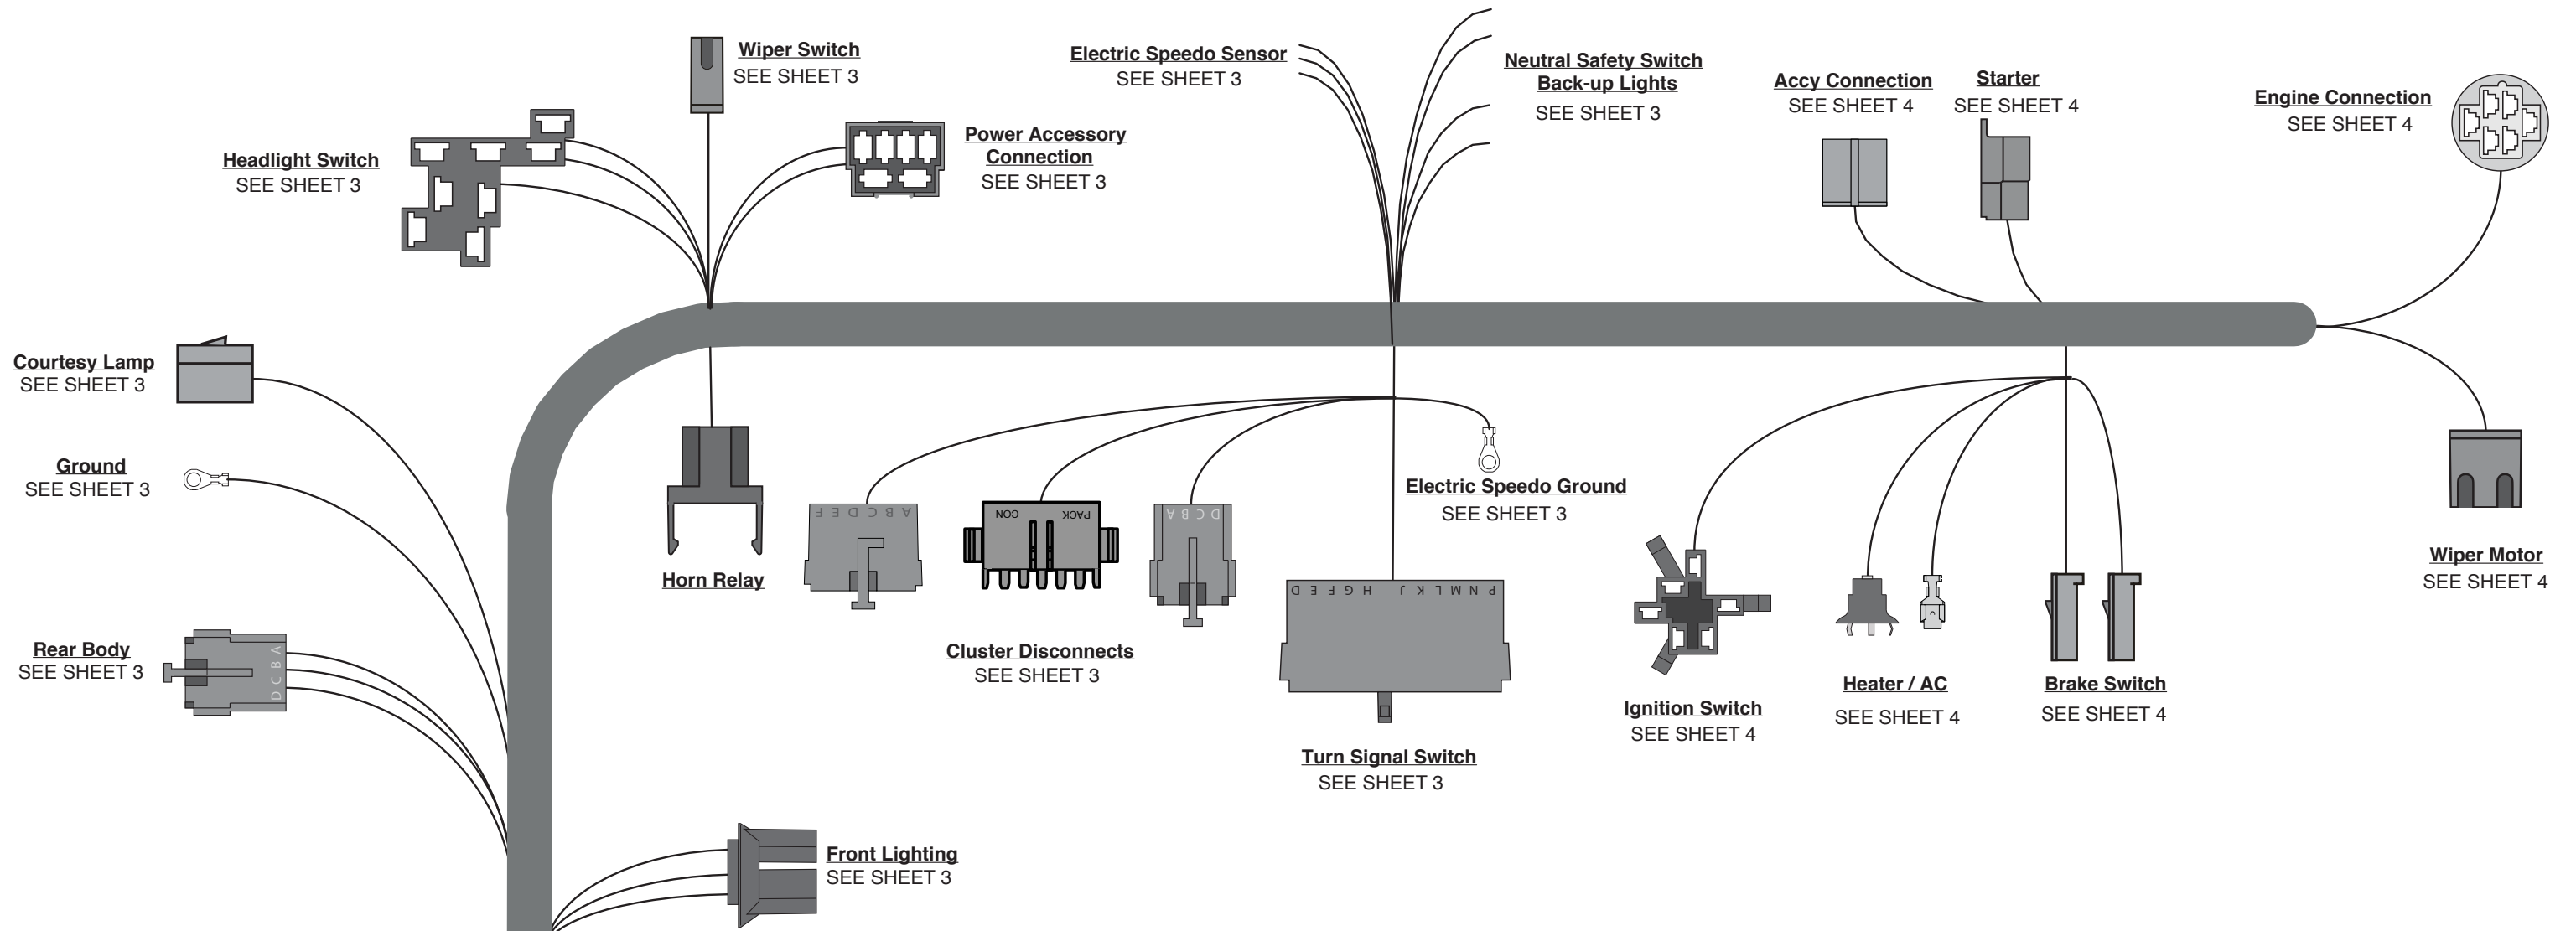 Wiper Switch
SEE SHEET 3
Electric Speedo Sensor
SEE SHEET 3
Neutral Safety Switch
Back-up Lights
SEE SHEET 3
Accy Connection
SEE SHEET 4
Starter
SEE SHEET 4
Engine Connection
SEE SHEET 4
Headlight Switch
SEE SHEET 3
Power Accessory
Connection
SEE SHEET 3
Courtesy Lamp
SEE SHEET 3
Ground
SEE SHEET 3
Rear Body
SEE SHEET 3
D C B A
Horn Relay
F E D C B A
CON PACK
A B C D
Cluster Disconnects
SEE SHEET 3
Electric Speedo Ground
SEE SHEET 3
D E F G H J K L M N P
Turn Signal Switch
SEE SHEET 3
Ignition Switch
SEE SHEET 4
Heater / AC
SEE SHEET 4
Brake Switch
SEE SHEET 4
Wiper Motor
SEE SHEET 4
Front Lighting
SEE SHEET 3